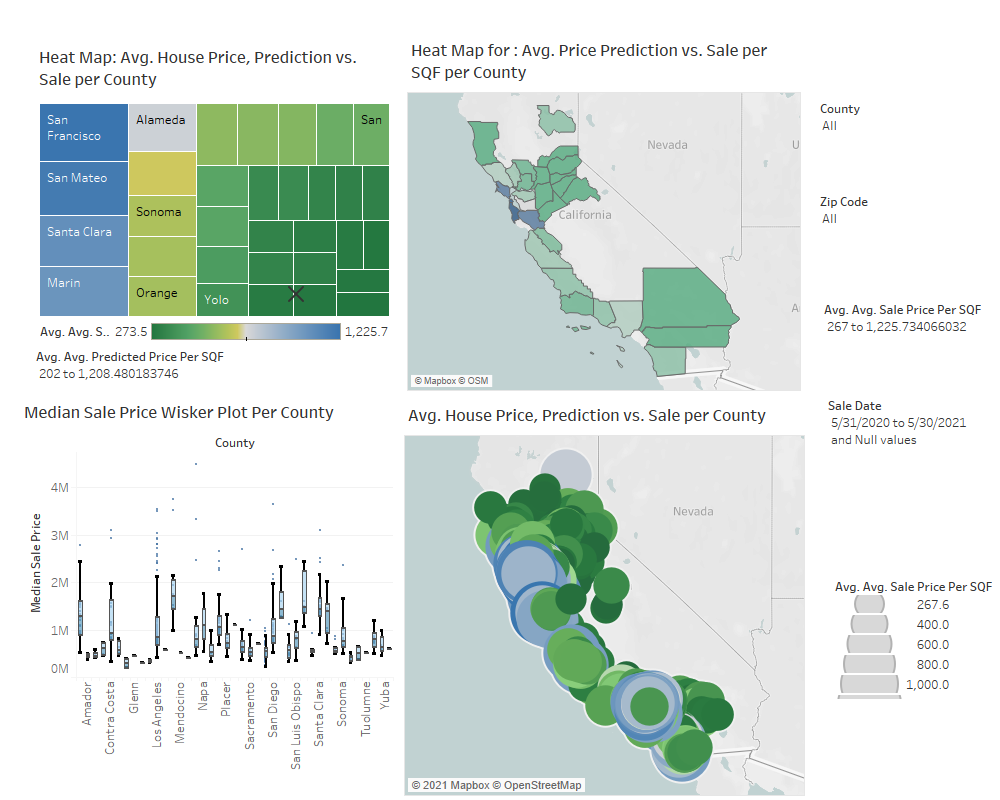 Heat Map: Avg. House Price, Prediction vs.
Sale per County
San
Francisco
Alameda
San
San Mateo
Sonoma
Santa Clara
Marin
Orange
Yolo
Avg. Avg. S.. 273.5
1,225.7
Avg. Avg. Predicted Price Per SQF
202 to 1,208.480183746
Heat Map for : Avg. Price Prediction vs. Sale per
SQF per County
Nevada
U
California
A
© Mapbox © OSM
County
All
Zip Code
All
Avg. Avg. Sale Price Per SQF
267 to 1,225.734066032
Sale Date
5/31/2020 to 5/30/2021
and Null values
Median Sale Price Wisker Plot Per County
County
Median Sale Price
4M
3M
2M
1M
0M
Amador
Contra Costa
Glenn
Los Angeles
Mendocino
Napa
Placer
Sacramento
San Diego
San Luis Obispo
Santa Clara
Sonoma
Tuolumne
Yuba
Avg. House Price, Prediction vs. Sale per County
Nevada
© 2021 Mapbox © OpenStreetMap
Avg. Avg. Sale Price Per SQF
267.6
400.0
600.0
800.0
1,000.0